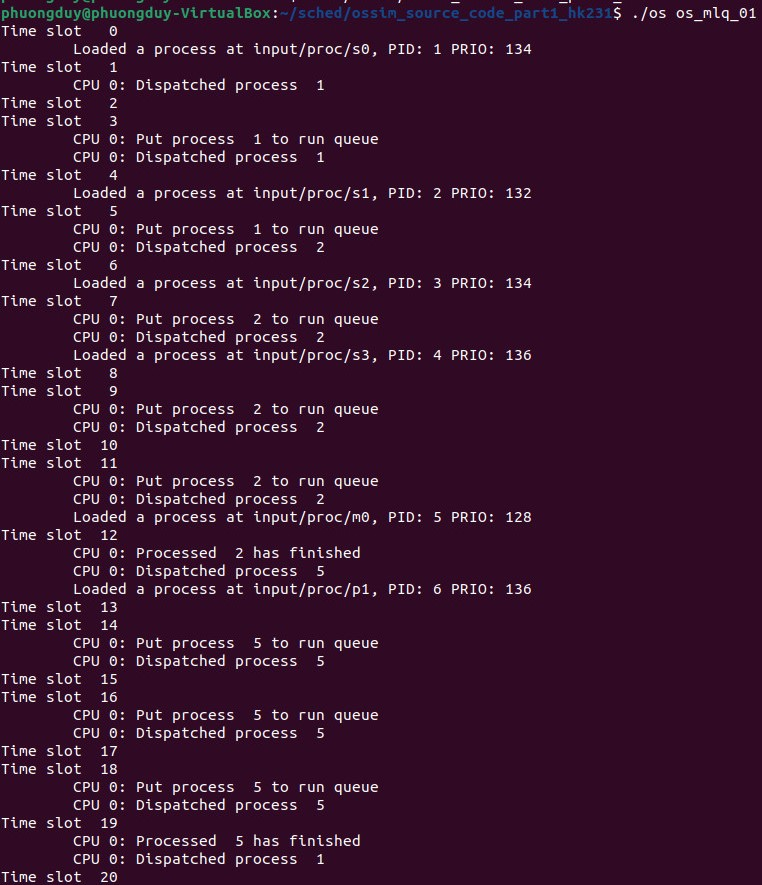 phuongduy@phuongduy-VirtualBox:~/sched/ossim_source_code_part1_hk231$ ./os os_mlq_01
Time slot   0
        Loaded a process at input/proc/s0, PID: 1 PRIO: 134
Time slot   1
        CPU 0: Dispatched process  1
Time slot   2
Time slot   3
        CPU 0: Put process  1 to run queue
        CPU 0: Dispatched process  1
Time slot   4
        Loaded a process at input/proc/s1, PID: 2 PRIO: 132
Time slot   5
        CPU 0: Put process  1 to run queue
        CPU 0: Dispatched process  2
Time slot   6
        Loaded a process at input/proc/s2, PID: 3 PRIO: 134
Time slot   7
        CPU 0: Put process  2 to run queue
        CPU 0: Dispatched process  2
        Loaded a process at input/proc/s3, PID: 4 PRIO: 136
Time slot   8
Time slot   9
        CPU 0: Put process  2 to run queue
        CPU 0: Dispatched process  2
Time slot  10
Time slot  11
        CPU 0: Put process  2 to run queue
        CPU 0: Dispatched process  2
        Loaded a process at input/proc/m0, PID: 5 PRIO: 128
Time slot  12
        CPU 0: Processed  2 has finished
        CPU 0: Dispatched process  5
        Loaded a process at input/proc/p1, PID: 6 PRIO: 136
Time slot  13
Time slot  14
        CPU 0: Put process  5 to run queue
        CPU 0: Dispatched process  5
Time slot  15
Time slot  16
        CPU 0: Put process  5 to run queue
        CPU 0: Dispatched process  5
Time slot  17
Time slot  18
        CPU 0: Put process  5 to run queue
        CPU 0: Dispatched process  5
Time slot  19
        CPU 0: Processed  5 has finished
        CPU 0: Dispatched process  1
Time slot  20